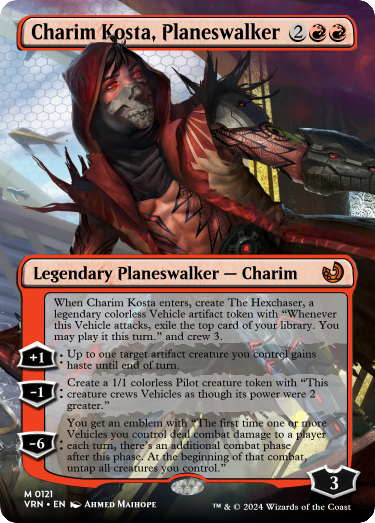 Charim Kosta, Planeswalker 2
Legendary Planeswalker — Charim
When Charim Kosta enters, create The Hexchaser, a
legendary colorless Vehicle artifact token with “Whenever
this Vehicle attacks, exile the top card of your library. You
may play it this turn.” and crew 3.
+1: Up to one target artifact creature you control gains
haste until end of turn.
-1: Create a 1/1 colorless Pilot creature token with “This
creature crews Vehicles as though its power were 2
greater.”
-6: You get an emblem with “The first time one or more
Vehicles you control deal combat damage to a player
each turn, there’s an additional combat phase
after this phase. At the beginning of that combat,
untap all creatures you control.”
3
M 0121
VRN • EN Ahmed Maihope
™ & © 2024 Wizards of the Coast